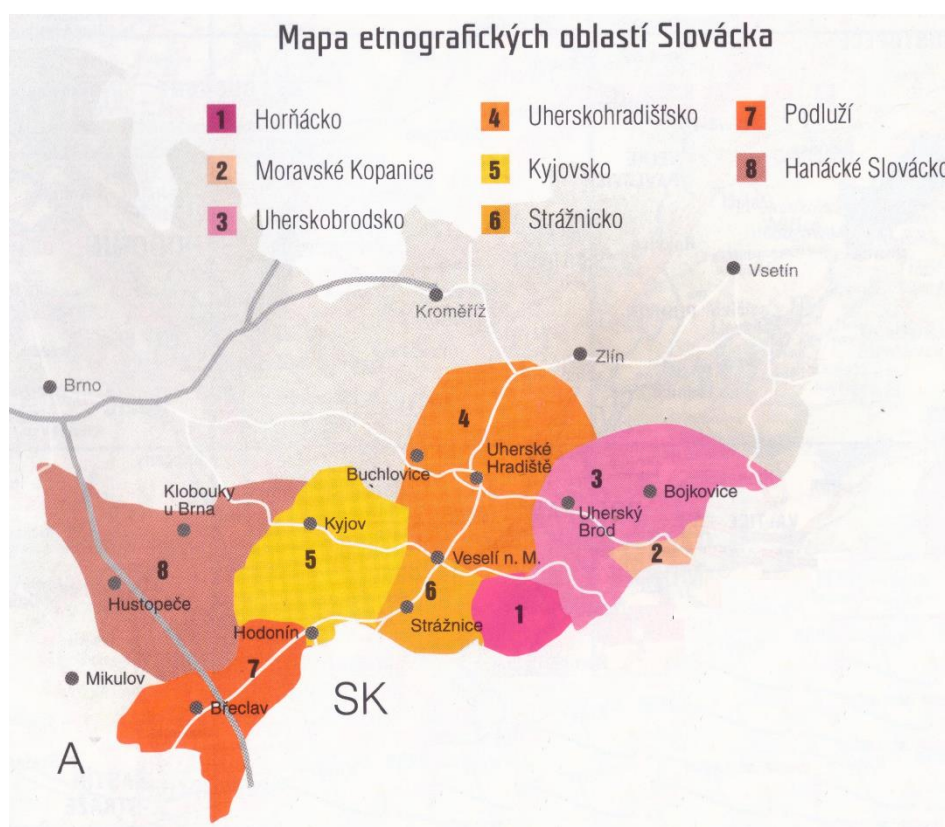 Mapa etnografických oblastí Slovácka
1 Horňácko
2 Moravské Kopanice
3 Uherskobrodsko
4 Uherskohradišťsko
5 Kyjovsko
6 Strážnicko
7 Podluží
8 Hanácké Slovácko
Vsetín
Kroměříž
Zlín
Brno
4
Uherské
Hradiště
Buchlovice
3
Bojkovice
Klobouky
u Brna
Uherský
Brod
Kyjov
2
5
Veselí n. M.
8
6
Hustopeče
Strážnice
1
Hodonín
7
Mikulov
SK
Břeclav
A